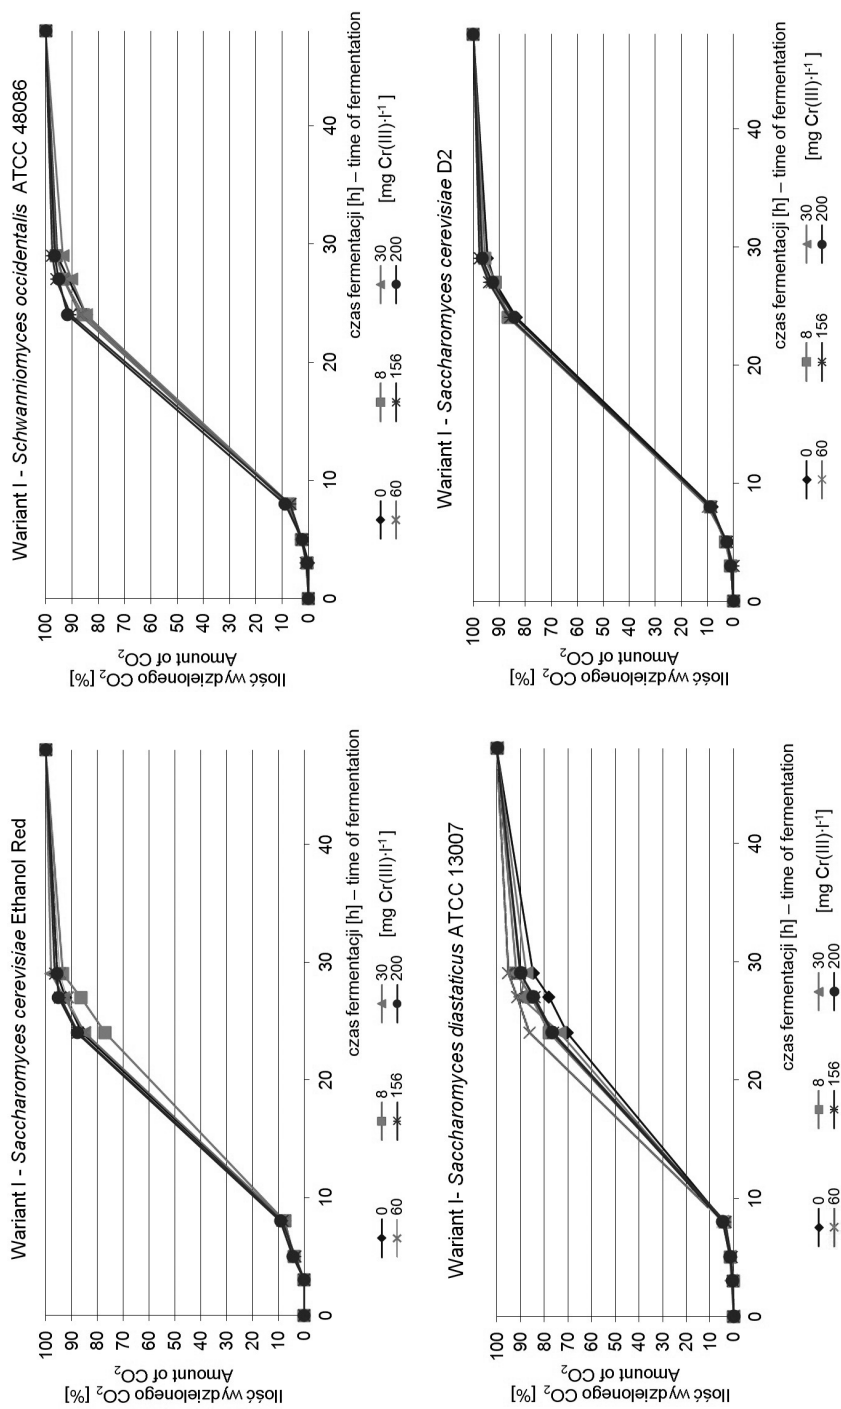 Wariant I - Saccharomyces cerevisiae Ethanol Red
Ilość wydzielonego CO₂ [%]
Amount of CO₂
100
90
80
70
60
50
40
30
20
10
0
0 10 20 30 40
czas fermentacji [h] – time of fermentation
0 8 30
60 156 200
[mg Cr(III)·l⁻¹]
Wariant I - Schwanniomyces occidentalis ATCC 48086
Ilość wydzielonego CO₂ [%]
Amount of CO₂
100
90
80
70
60
50
40
30
20
10
0
0 10 20 30 40
czas fermentacji [h] – time of fermentation
0 8 30
60 156 200
[mg Cr(III)·l⁻¹ ]
Wariant I- Saccharomyces diastaticus ATCC 13007
Ilość wydzielonego CO₂ [%]
Amount of CO₂
100
90
80
70
60
50
40
30
20
10
0
0 10 20 30 40
czas fermentacji [h] – time of fermentation
0 8 30
60 156 200
[mg Cr(III)·l⁻¹]
Wariant I - Saccharomyces cerevisiae D2
Ilość wydzielonego CO₂ [%]
Amount of CO₂
100
90
80
70
60
50
40
30
20
10
0
0 10 20 30 40
czas fermentacji [h] – time of fermentation
0 8 30
60 156 200
[mg Cr(III)·l⁻¹ ]